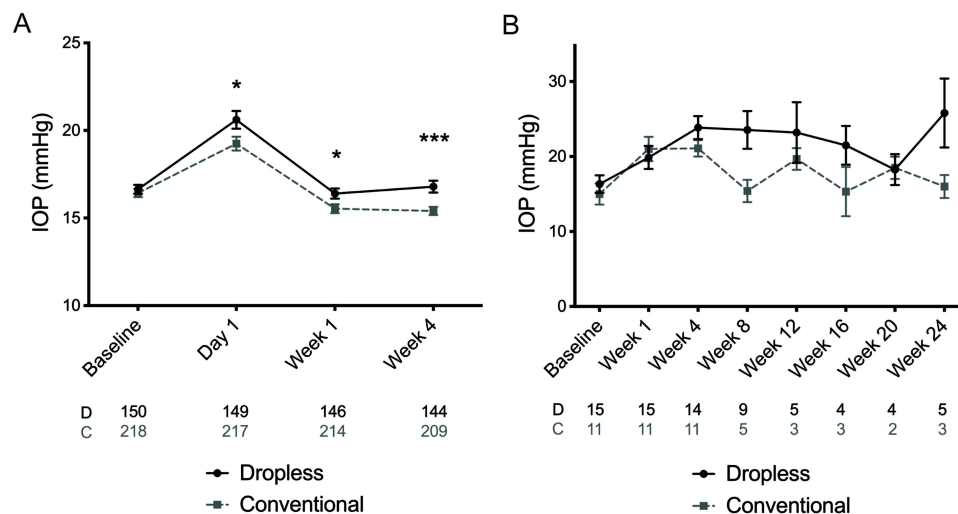 A
25
20
15
10
IOP (mmHg)
*
*
***
Baseline
Day 1
Week 1
Week 4
D 150 149 146 144
C 218 217 214 209
Dropless
Conventional
B
30
20
10
0
IOP (mmHg)
Baseline
Week 1
Week 4
Week 8
Week 12
Week 16
Week 20
Week 24
D 15 15 14 9 5 4 4 5
C 11 11 11 5 3 3 2 3
Dropless
Conventional